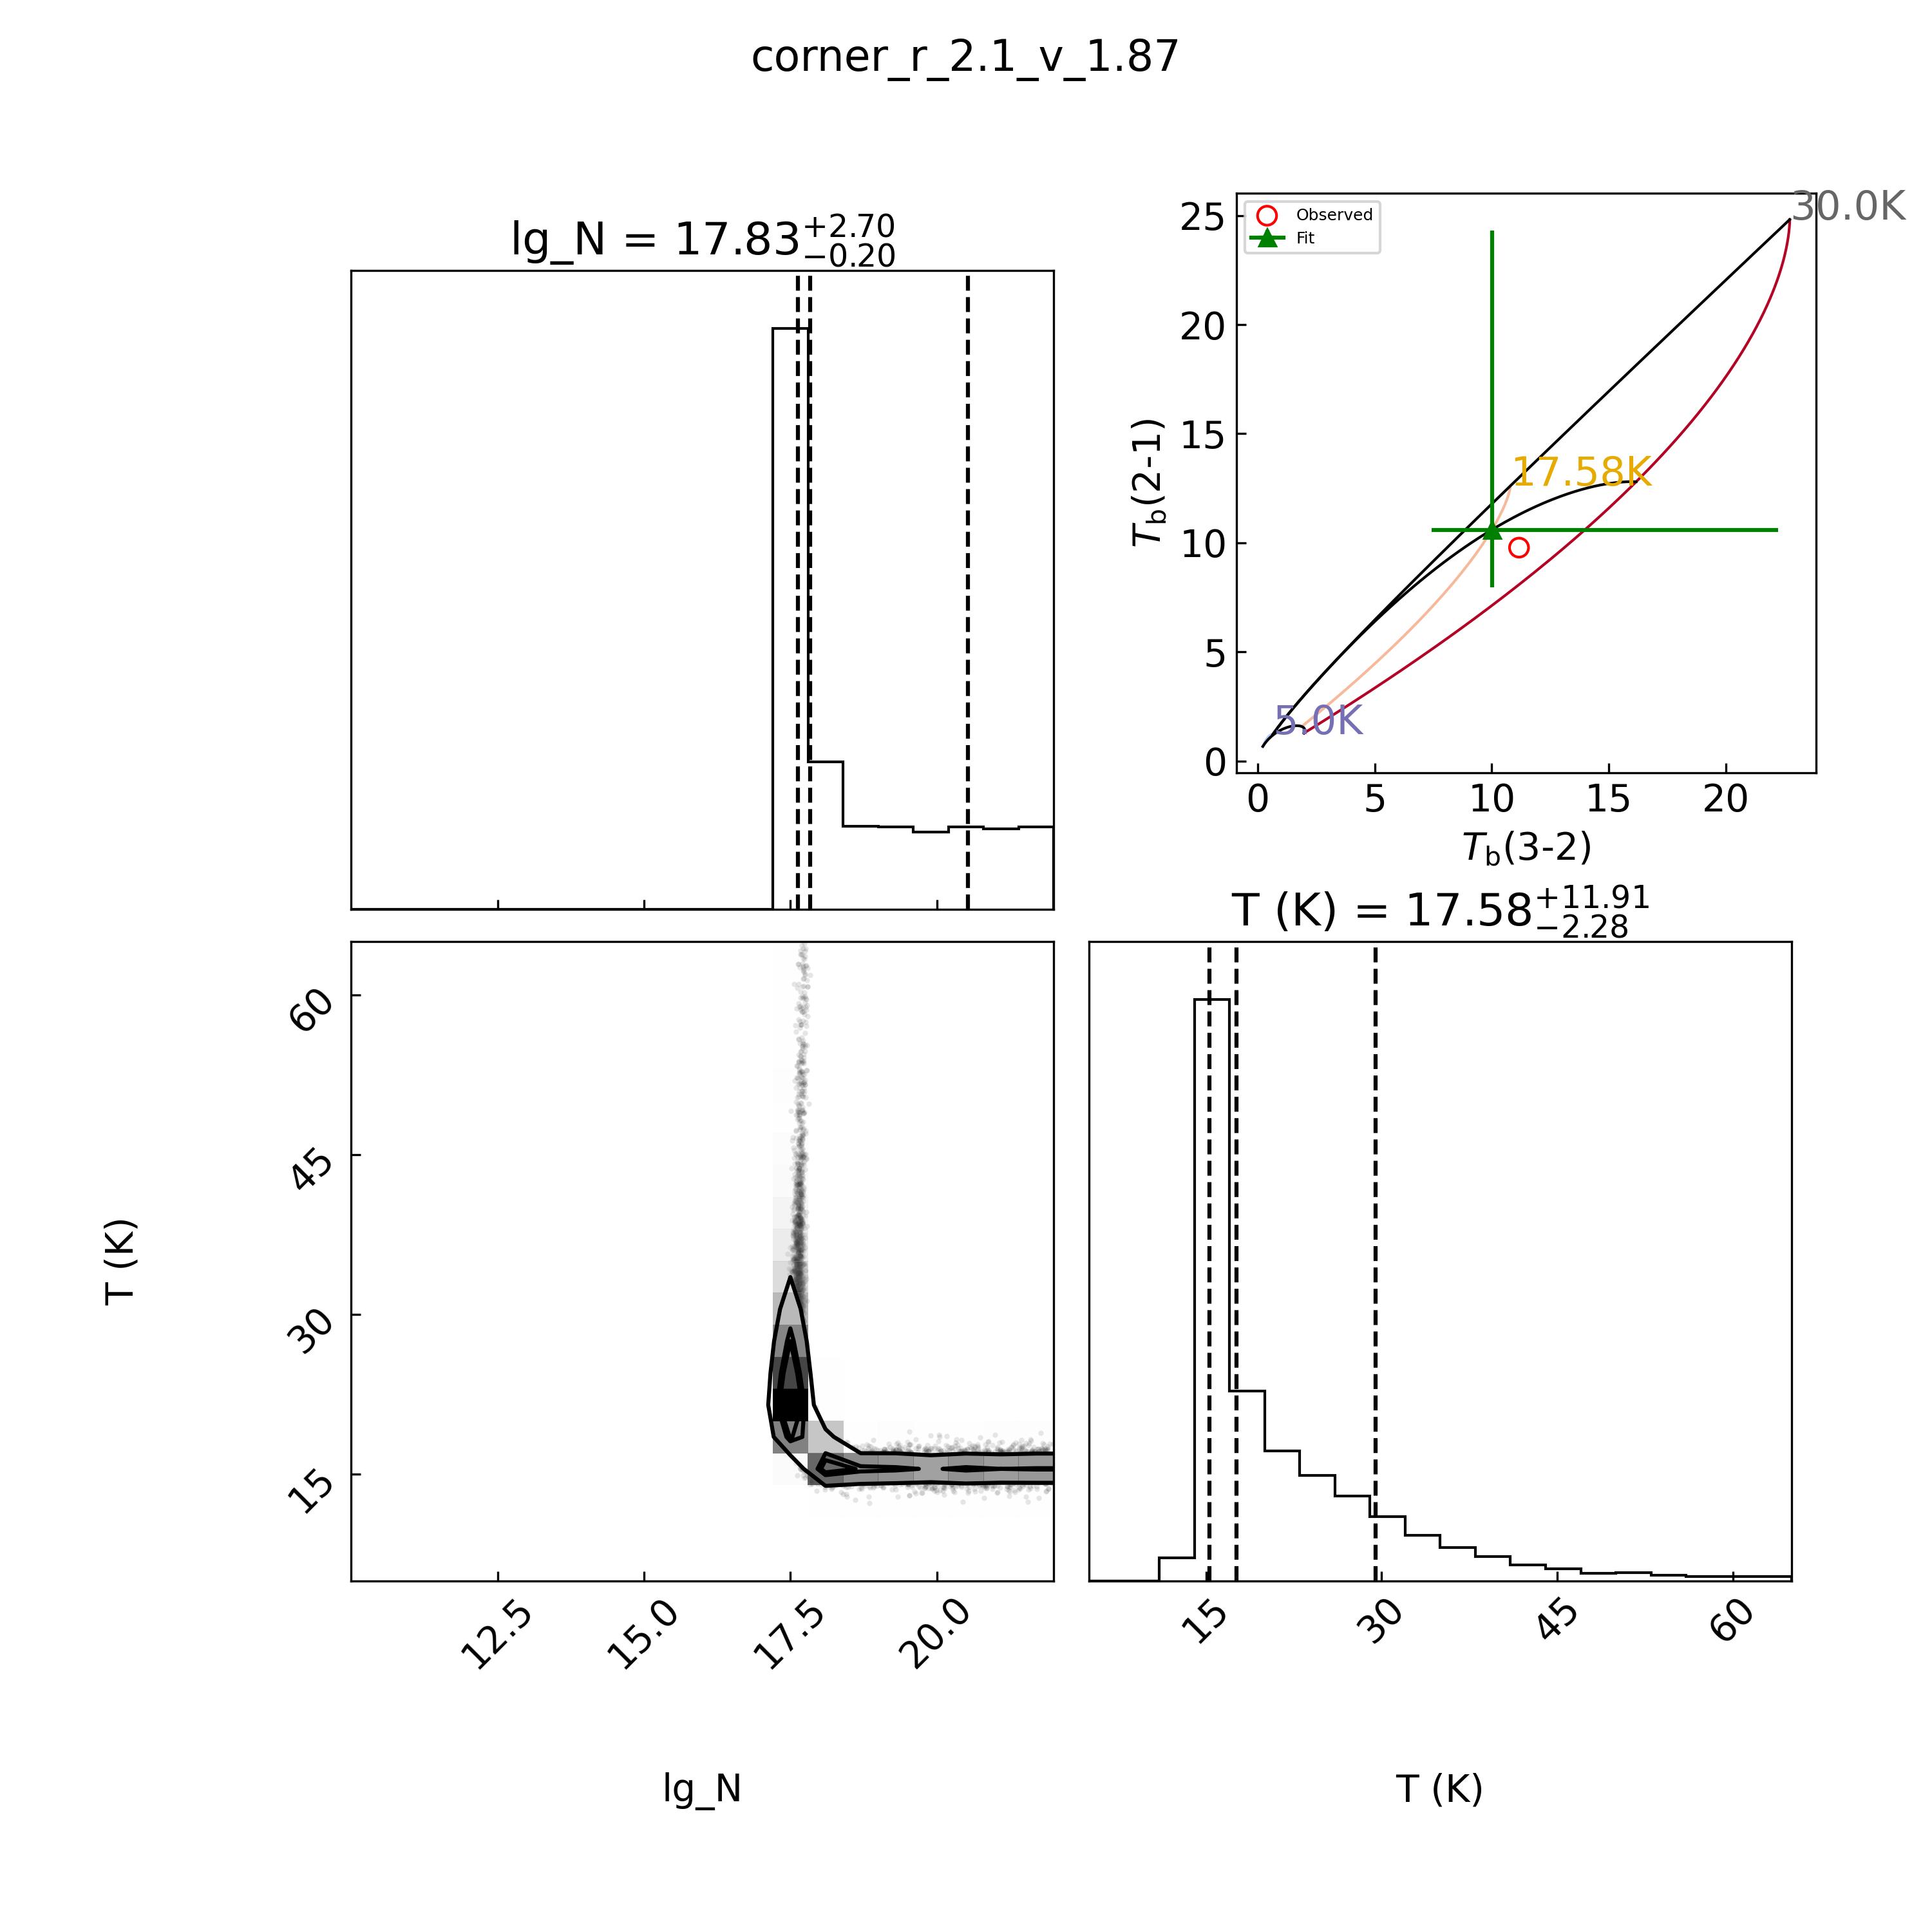 corner_r_2.1_v_1.87
lg_N = 17.83+2.70−0.20
25
20
15
10
5
0
T_b(2-1)
Observed
Fit
30.0K
17.58K
5.0K
0 5 10 15 20
T_b(3-2)
T (K) = 17.58+11.91−2.28
60
45
30
15
T (K)
12.5 15.0 17.5 20.0
lg_N
15 30 45 60
T (K)